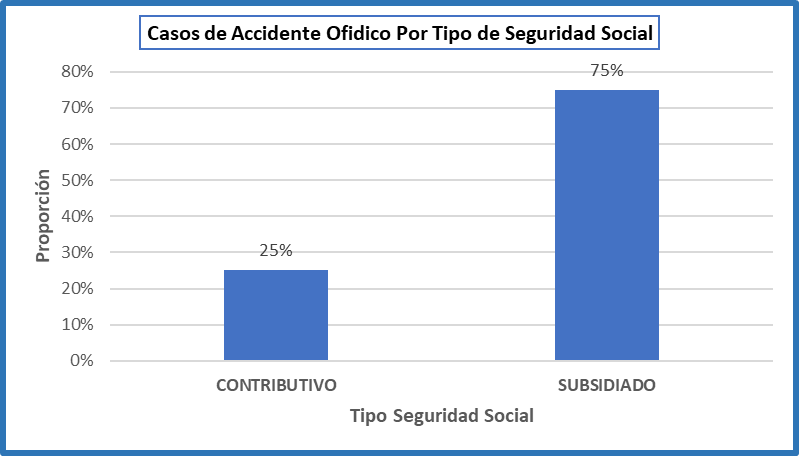 Casos de Accidente Ofidico Por Tipo de Seguridad Social
80%
70%
60%
50%
40%
30%
20%
10%
0%
Proporción
25%
75%
CONTRIBUTIVO
SUBSIDIADO
Tipo Seguridad Social